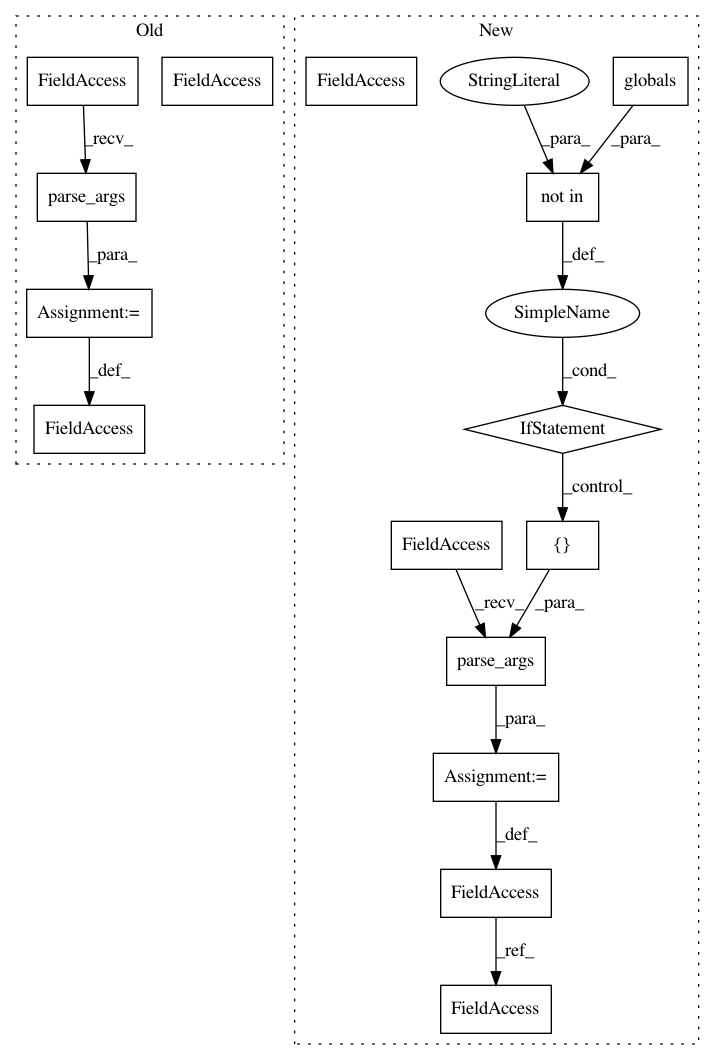 Old
New
FieldAccess
FieldAccess
FieldAccess
StringLiteral
globals
_recv_
_para_
_para_
parse_args
not in
_para_
_def_
Assignment:=
SimpleName
_def_
_cond_
FieldAccess
IfStatement
_control_
FieldAccess
{}
_recv_
_para_
parse_args
_para_
Assignment:=
_def_
FieldAccess
_ref_
FieldAccess